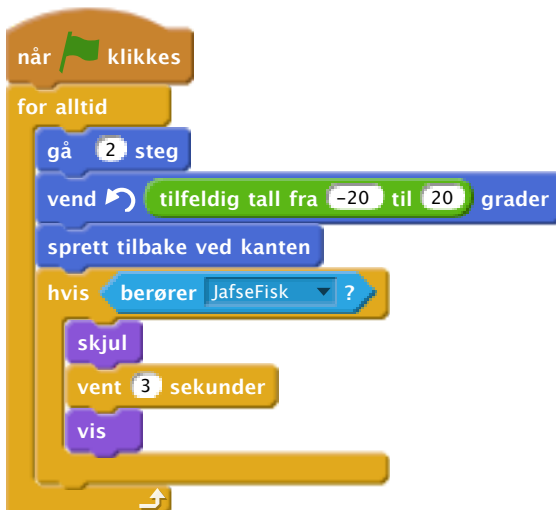 når klikkes
for alltid
gå 2 steg
vend tilfeldig tall fra -20 til 20 grader
sprett tilbake ved kanten
hvis berører JafseFisk ?
skjul
vent 3 sekunder
vis